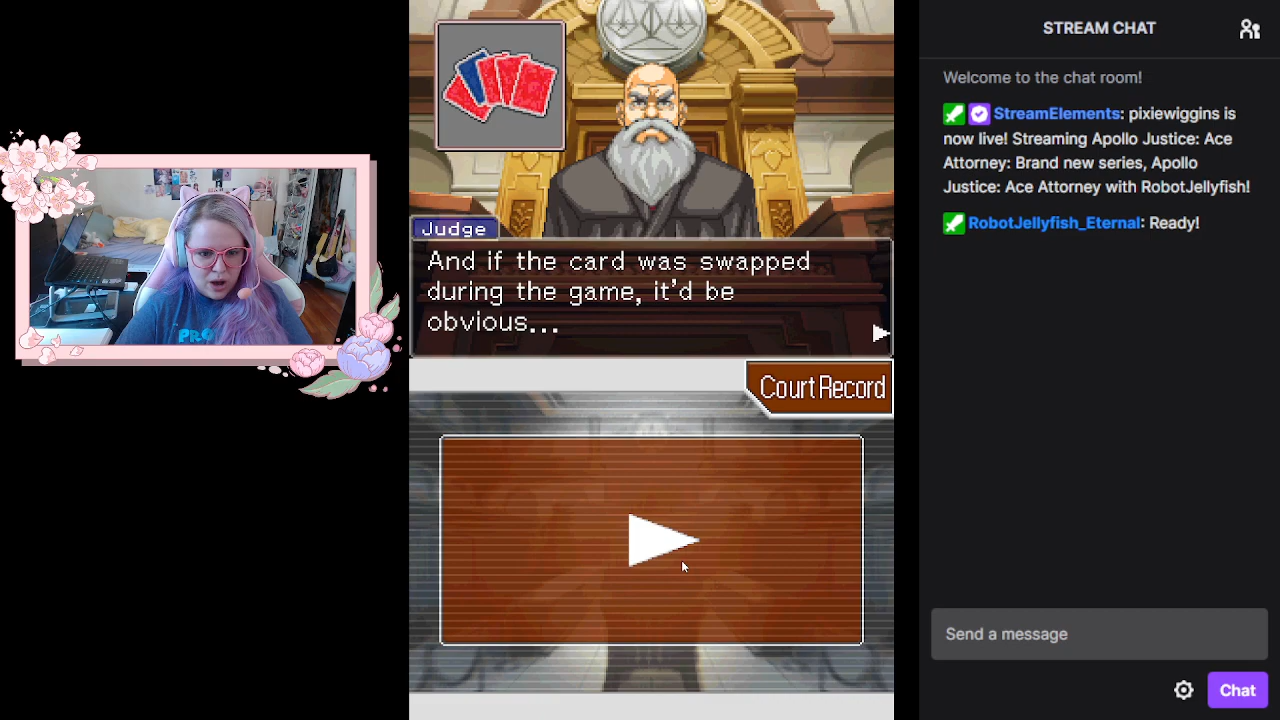 STREAM CHAT
Welcome to the chat room!
StreamElements: pixiewiggins is
now live! Streaming Apollo Justice: Ace
Attorney: Brand new series, Apollo
Justice: Ace Attorney with RobotJellyfish!
RobotJellyfish_Eternal: Ready!
Judge
And if the card was swapped
during the game, it'd be
obvious...
Court Record
PRO
Send a message
Chat